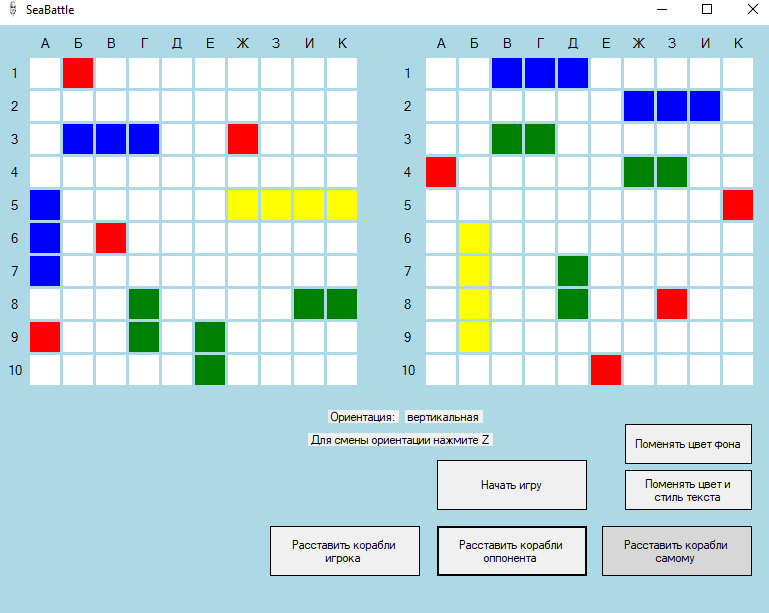 SeaBattle
А Б В Г Д Е Ж З И К
А Б В Г Д Е Ж З И К
1 1
2 2
3 3
4 4
5 5
6 6
7 7
8 8
9 9
10 10
Ориентация: вертикальная
Для смены ориентации нажмите Z
Поменять цвет фона
Начать игру
Поменять цвет и
стиль текста
Расставить корабли
игрока
Расставить корабли
оппонента
Расставить корабли
самому